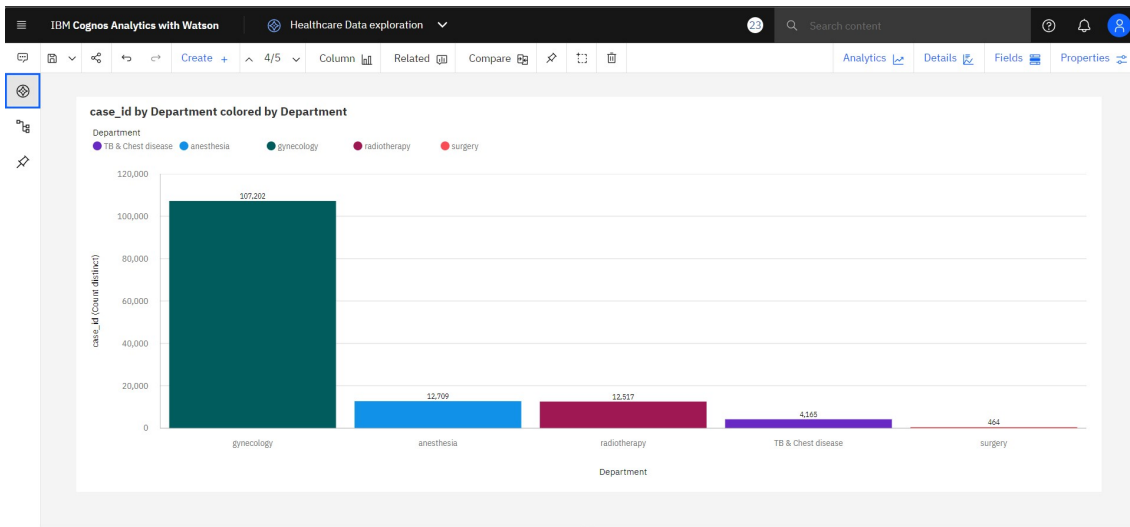 IBM Cognos Analytics with Watson
Healthcare Data exploration
23
Search content
Create +
4/5
Column
Related
Compare
Analytics
Details
Fields
Properties
case_id by Department colored by Department
Department
TB & Chest disease anesthesia gynecology radiotherapy surgery
120,000
107,202
100,000
80,000
60,000
40,000
20,000
12,709
12,517
4,165
464
0
case_id (Count distinct)
gynecology anesthesia radiotherapy TB & Chest disease surgery
Department